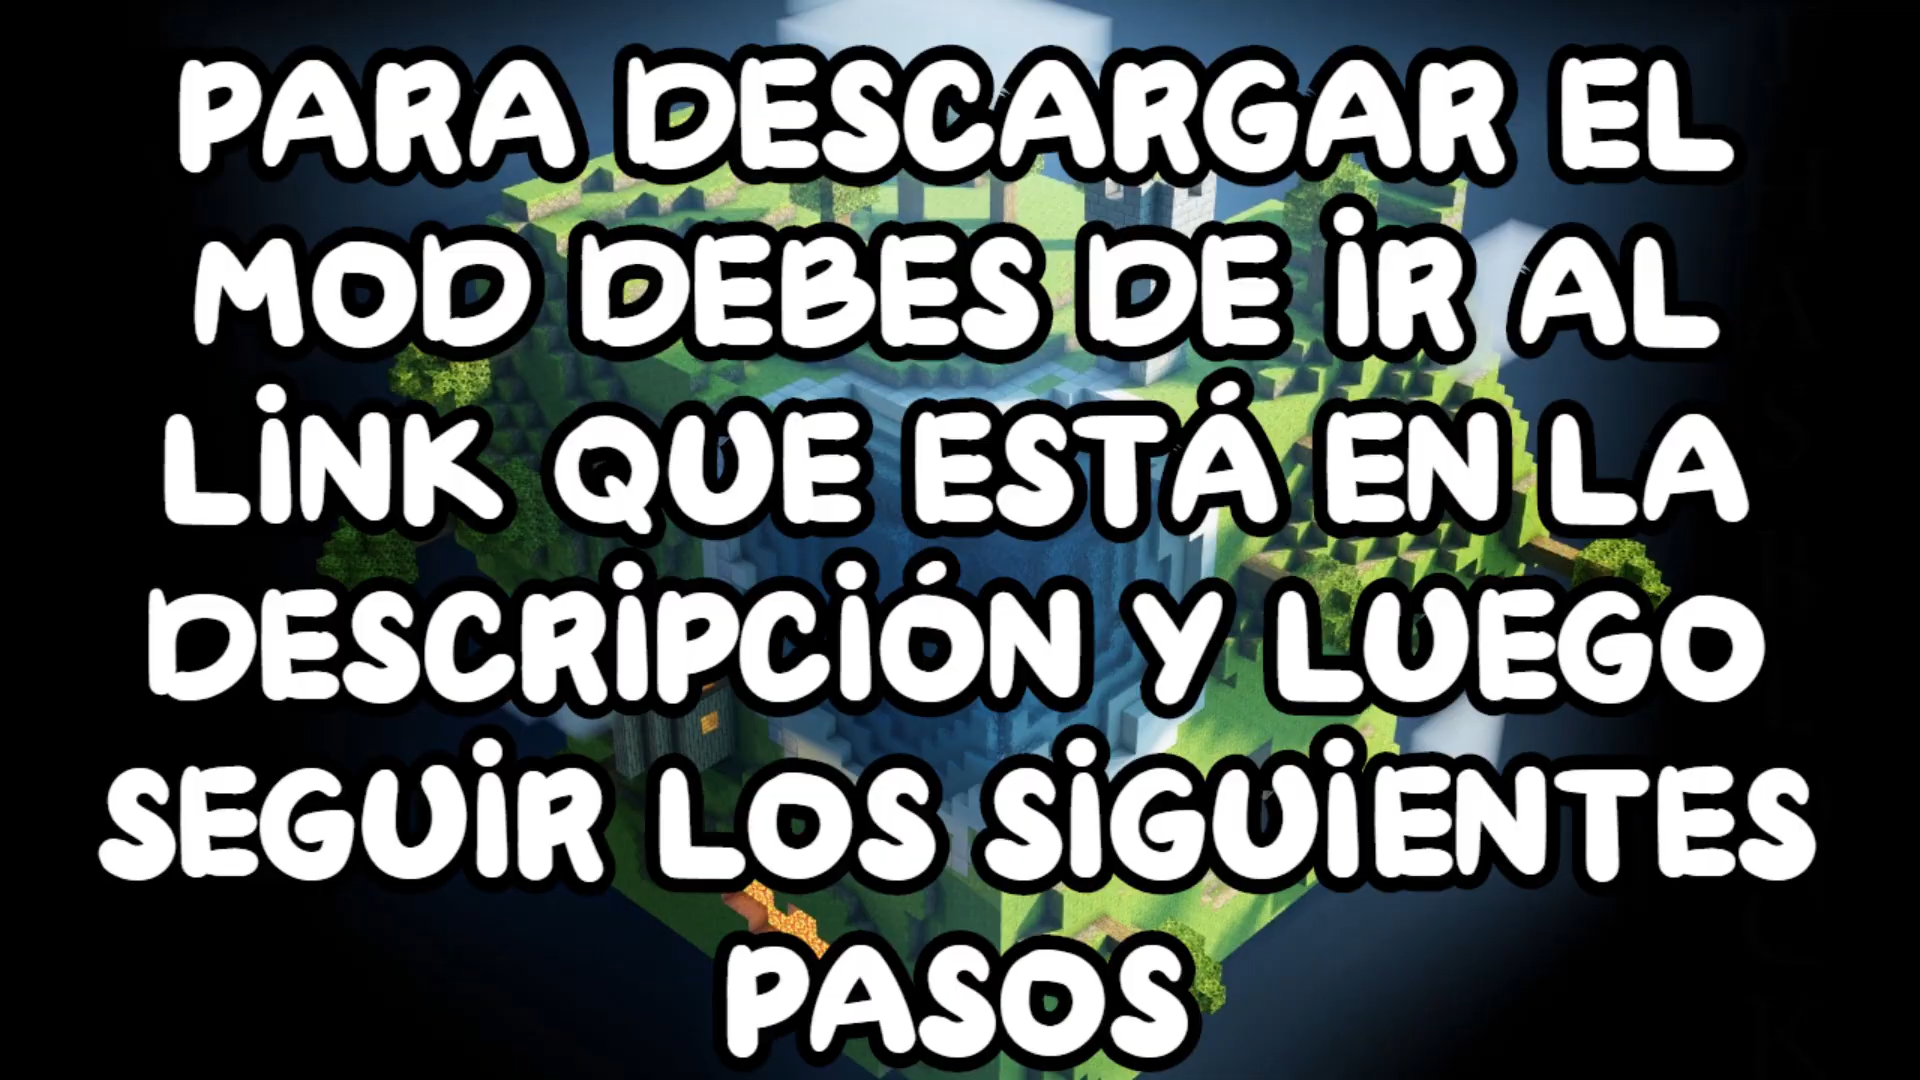 PARA DESCARGAR EL
MOD DEBES DE IR AL
LINK QUE ESTÁ EN LA
DESCRIPCIÓN Y LUEGO
SEGUIR LOS SIGUIENTES
PASOS